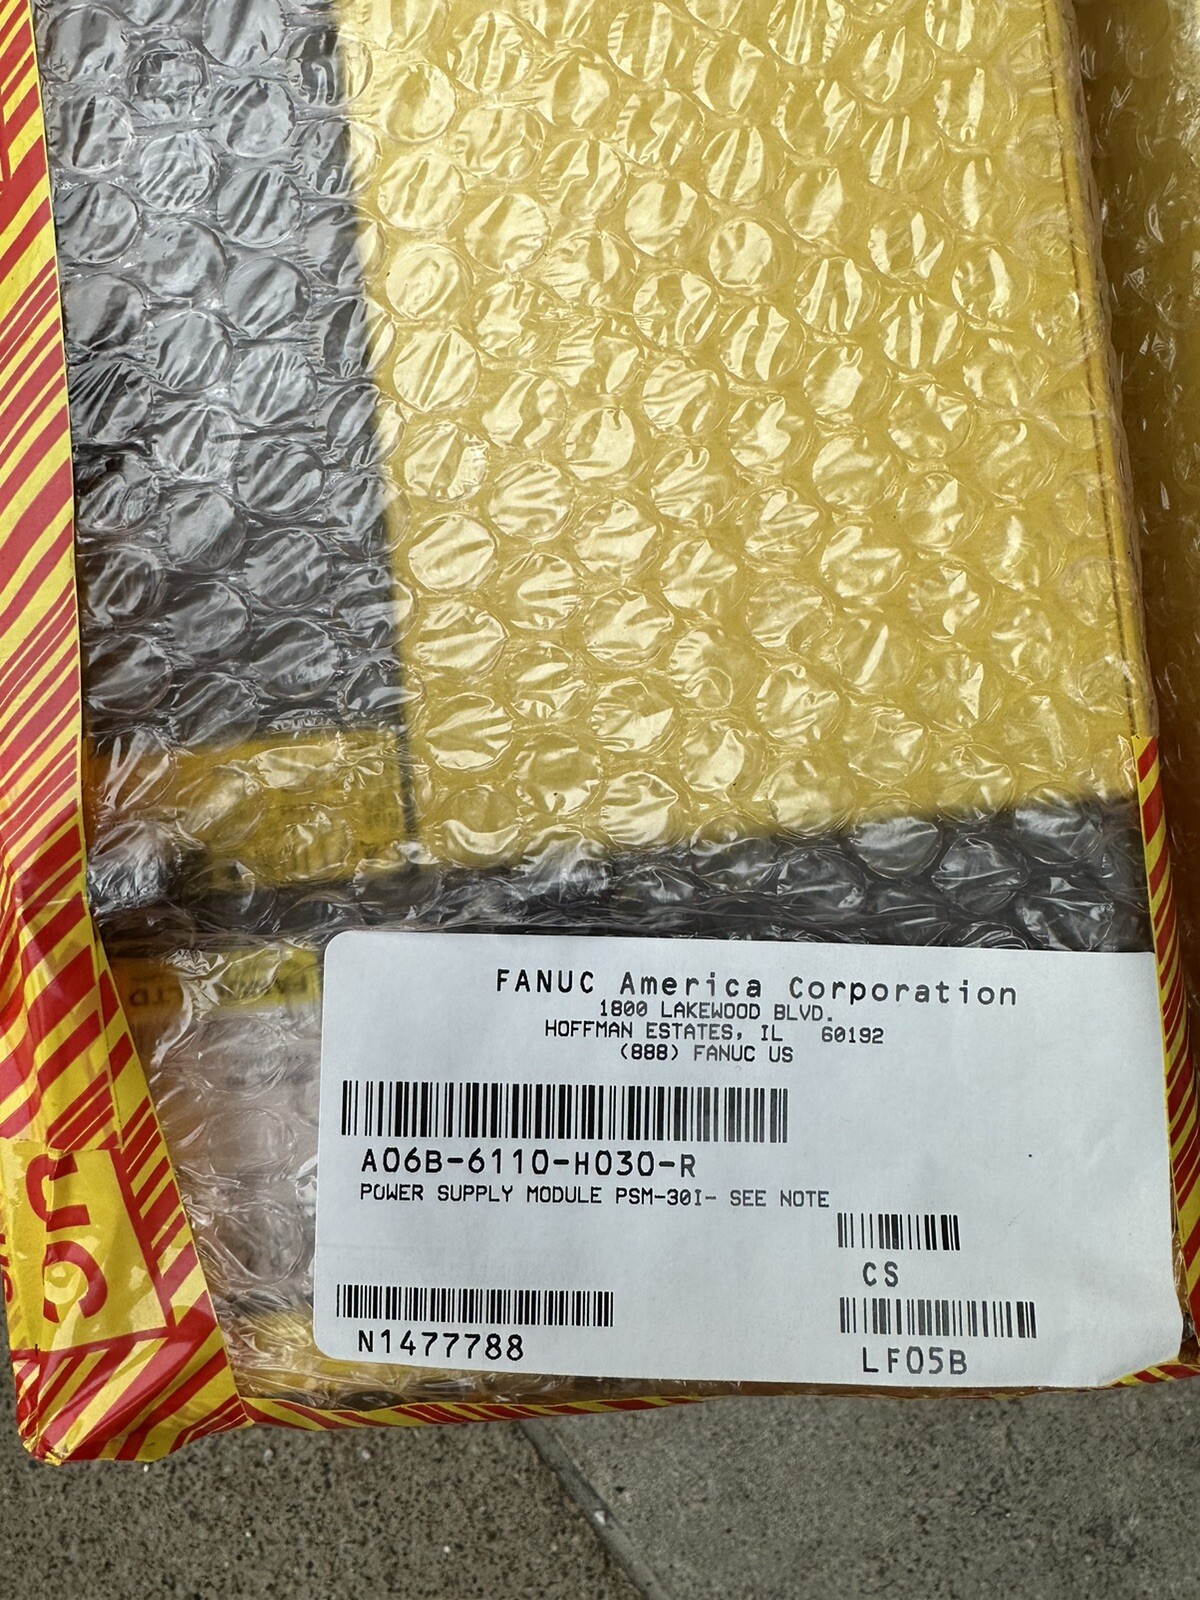 FANUC America Corporation
1800 LAKEWOOD BLVD.
HOFFMAN ESTATES, IL 60192
(888) FANUC US
A06B-6110-H030-R
POWER SUPPLY MODULE PSM-30I- SEE NOTE
CS
N1477788
LF05B